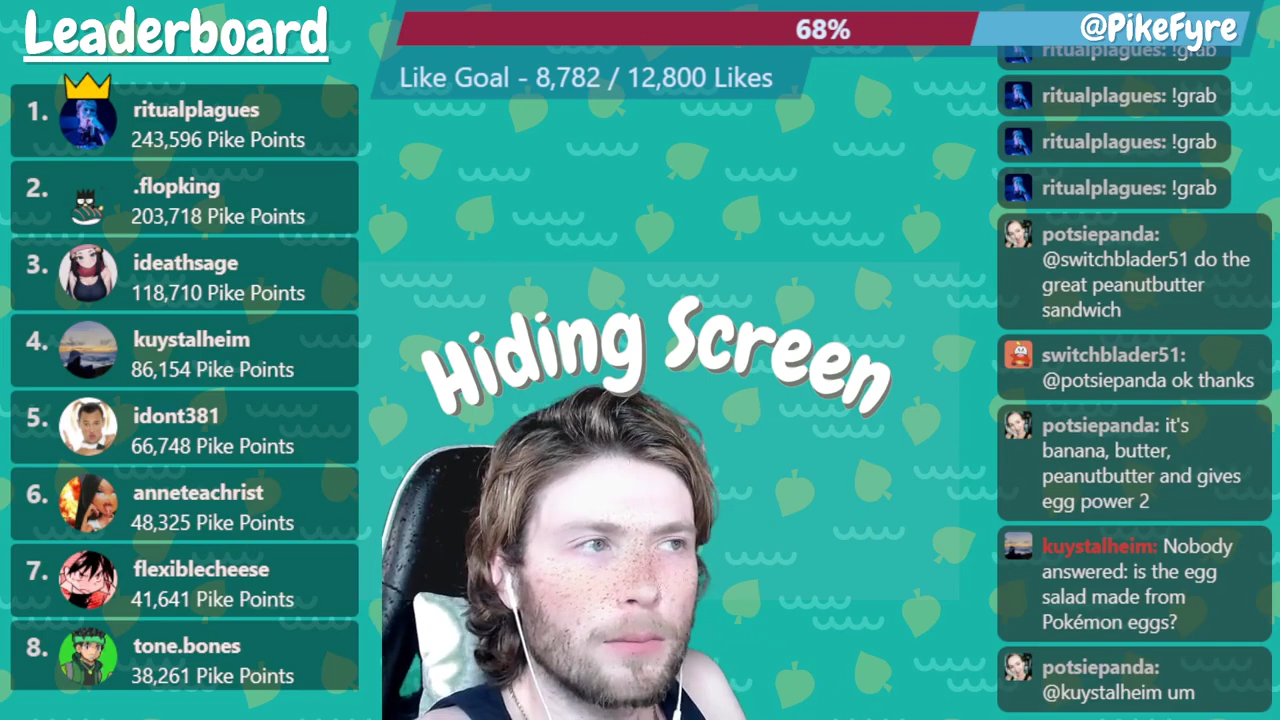 Leaderboard
1. ritualplagues
243,596 Pike Points
2. .flopking
203,718 Pike Points
3. ideathsage
118,710 Pike Points
4. kuystalheim
86,154 Pike Points
5. idont381
66,748 Pike Points
6. anneteachrist
48,325 Pike Points
7. flexiblecheese
41,641 Pike Points
8. tone.bones
38,261 Pike Points
68%
Like Goal - 8,782 / 12,800 Likes
Hiding Screen
@PikeFyre
ritualplagues: !grab
ritualplagues: !grab
ritualplagues: !grab
ritualplagues: !grab
potsiepanda:
@switchblader51 do the
great peanutbutter
sandwich
switchblader51:
@potsiepanda ok thanks
potsiepanda: it's
banana, butter,
peanutbutter and gives
egg power 2
kuystalheim: Nobody
answered: is the egg
salad made from
Pokémon eggs?
potsiepanda:
@kuystalheim um